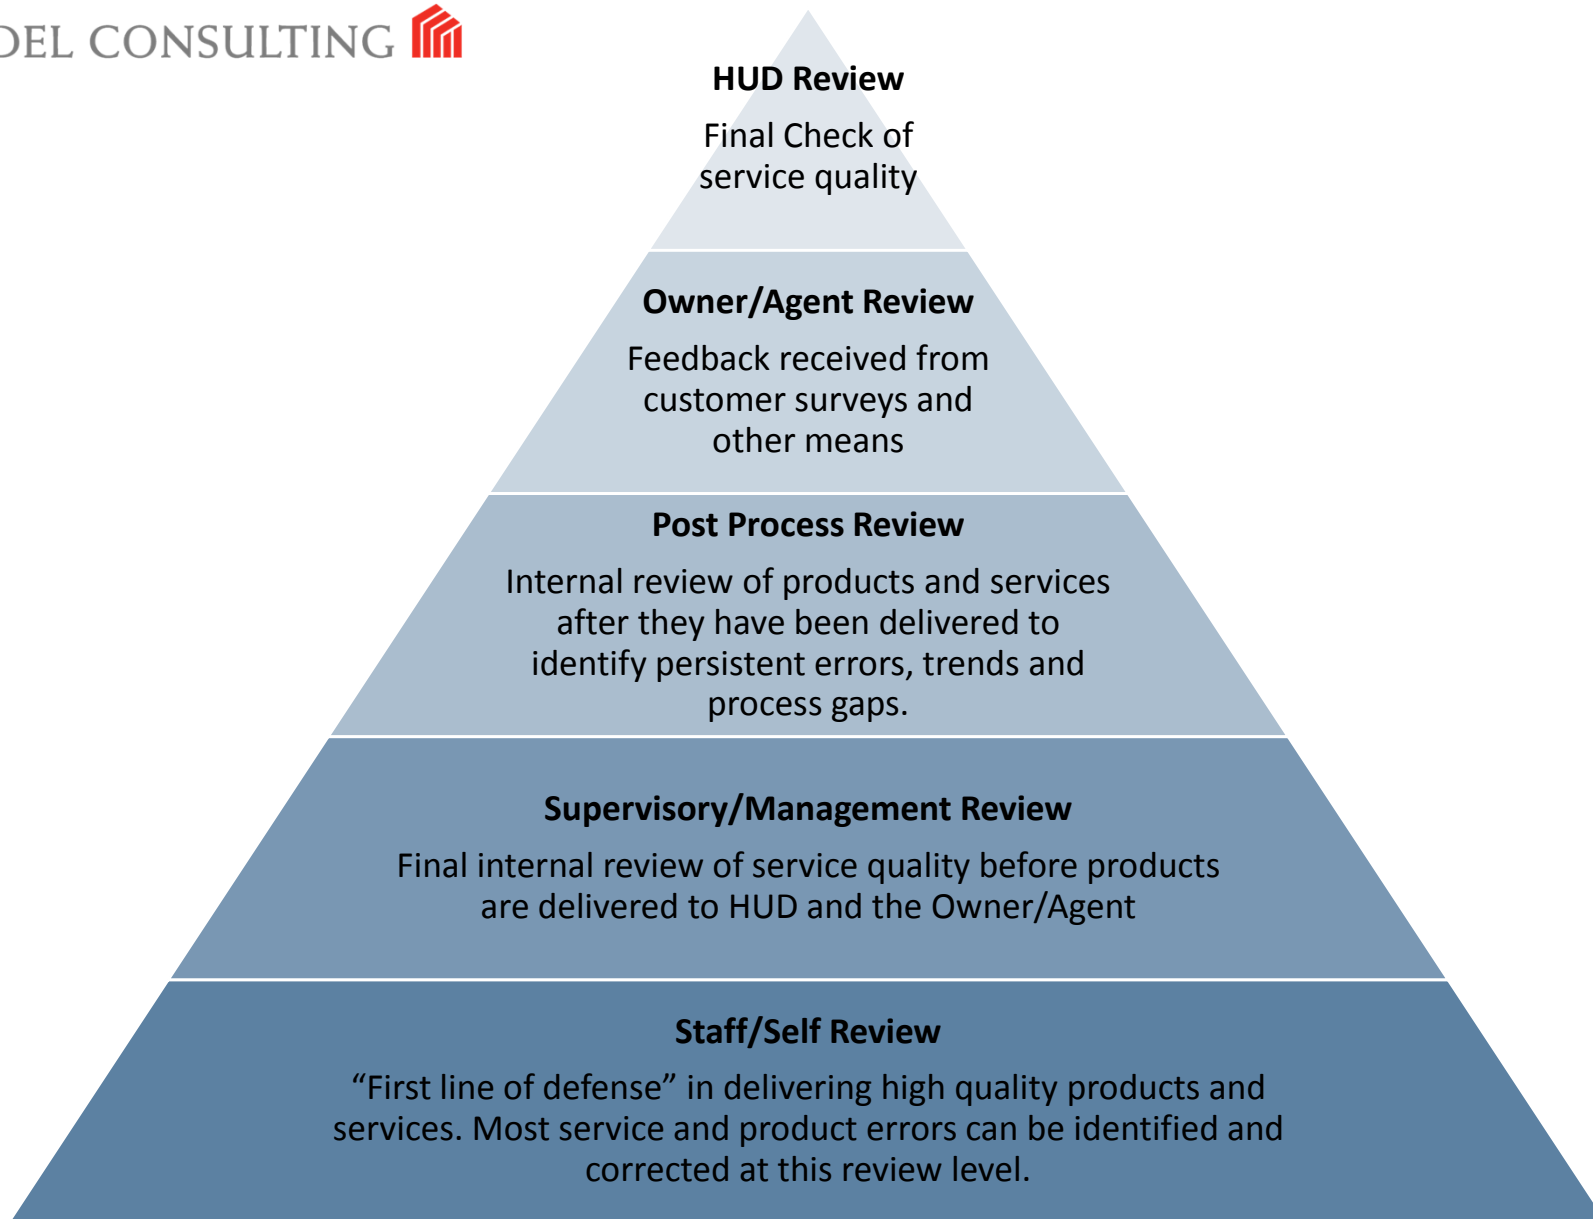 DEL CONSULTING
HUD Review
Final Check of
service quality
Owner/Agent Review
Feedback received from
customer surveys and
other means
Post Process Review
Internal review of products and services
after they have been delivered to
identify persistent errors, trends and
process gaps.
Supervisory/Management Review
Final internal review of service quality before products
are delivered to HUD and the Owner/Agent
Staff/Self Review
“First line of defense” in delivering high quality products and
services. Most service and product errors can be identified and
corrected at this review level.